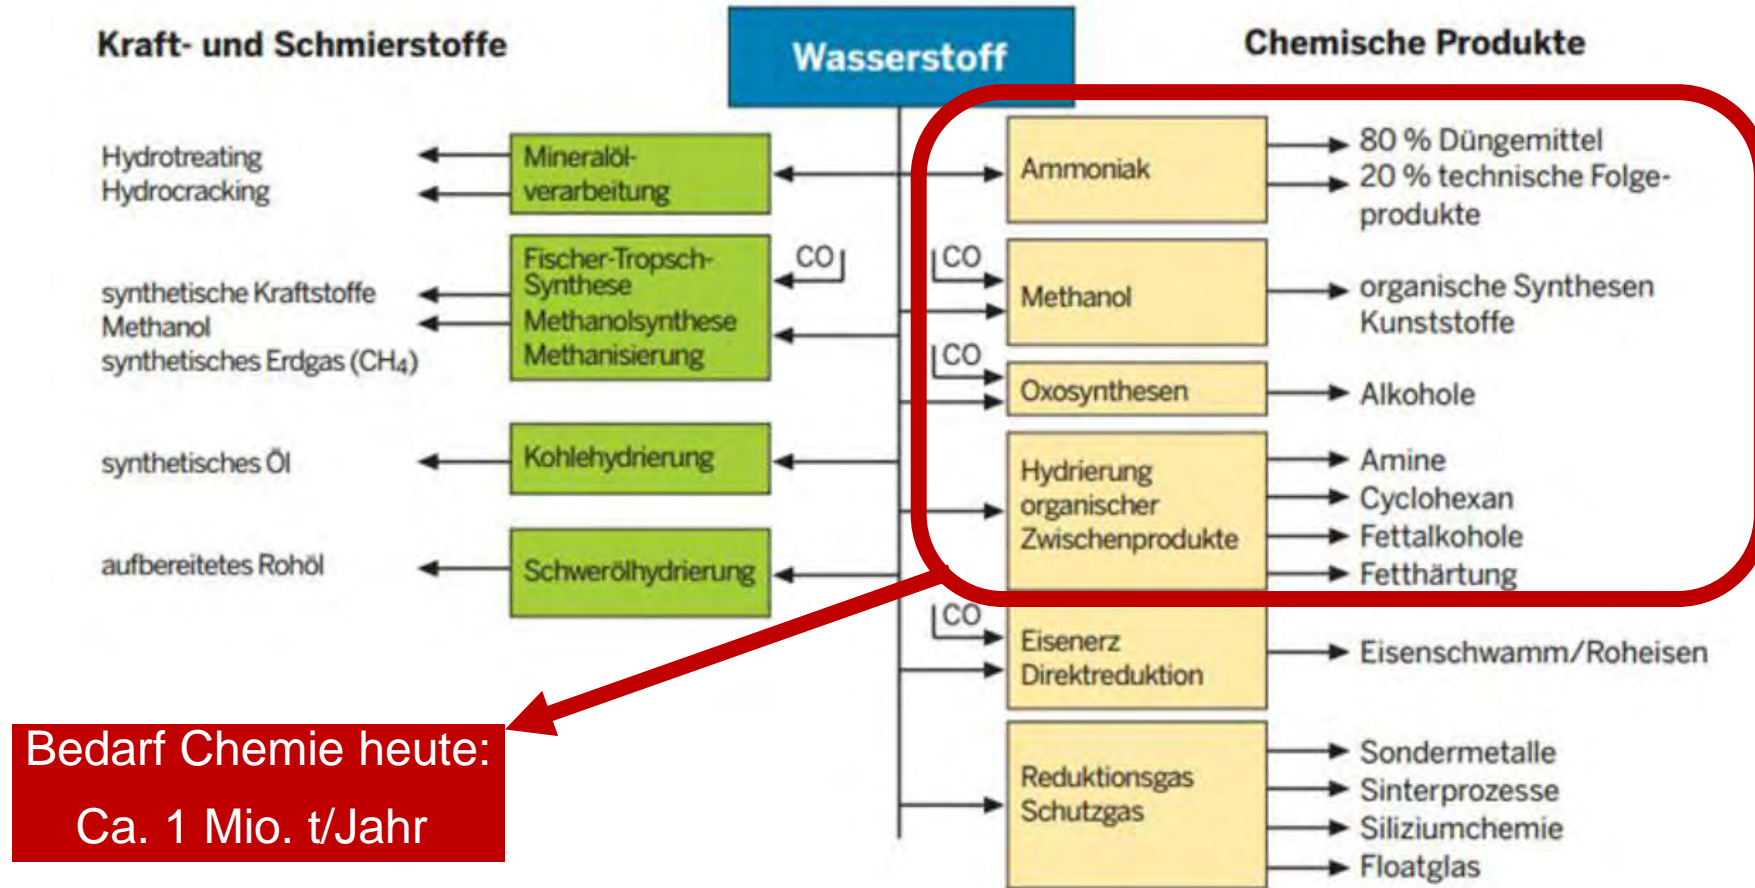 Kraft- und Schmierstoffe
Wasserstoff
Chemische Produkte
Hydrotreating
Hydrocracking
Mineralöl-
verarbeitung
Ammoniak
80 % Düngemittel
20 % technische Folge-
produkte
synthetische Kraftstoffe
Methanol
synthetisches Erdgas (CH₄)
Fischer-Tropsch-
Synthese
Methanolsynthese
Methanisierung
CO
CO
Methanol
organische Synthesen
Kunststoffe
CO
Oxosynthesen
Alkohole
synthetisches Öl
Kohlehydrierung
Hydrierung
organischer
Zwischenprodukte
Amine
Cyclohexan
Fettalkohole
Fetthärtung
aufbereitetes Rohöl
Schwerölhydrierung
CO
Eisenerz
Direktreduktion
Eisenschwamm/Roheisen
Bedarf Chemie heute:
Ca. 1 Mio. t/Jahr
Reduktionsgas
Schutzgas
Sondermetalle
Sinterprozesse
Siliziumchemie
Floatglas